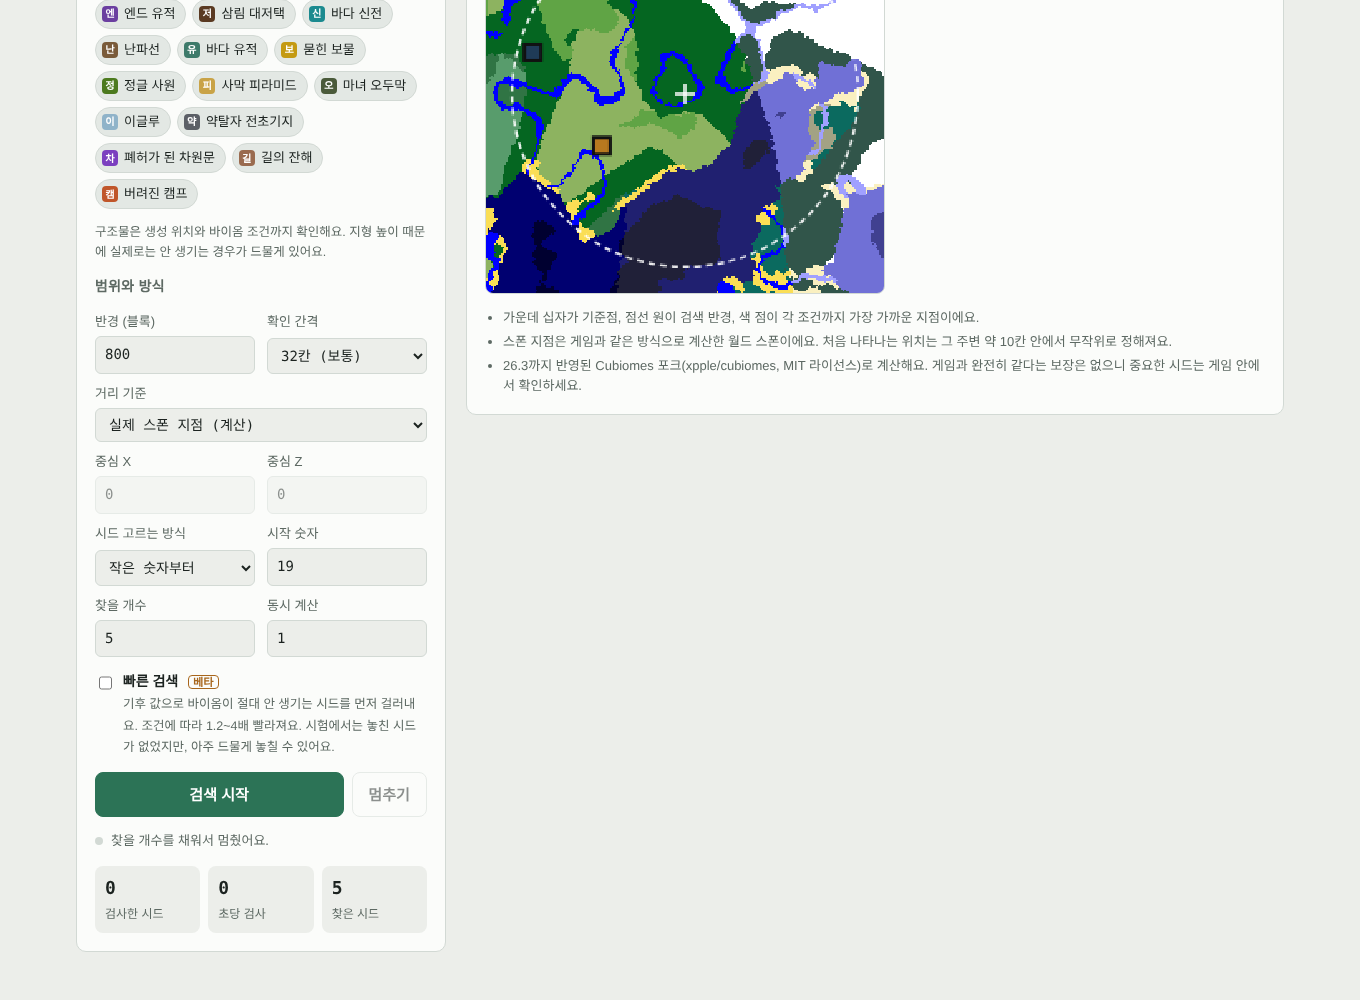 엔 엔드 유적 저 삼림 대저택 신 바다 신전
난 난파선 유 바다 유적 보 묻힌 보물
정 정글 사원 피 사막 피라미드 오 마녀 오두막
이 이글루 약 약탈자 전초기지
차 폐허가 된 차원문 길 길의 잔해
캠 버려진 캠프
구조물은 생성 위치와 바이옴 조건까지 확인해요. 지형 높이 때문
에 실제로는 안 생기는 경우가 드물게 있어요.
범위와 방식
반경 (블록) 확인 간격
800 32칸 (보통)
거리 기준
실제 스폰 지점 (계산)
중심 X 중심 Z
0 0
시드 고르는 방식 시작 숫자
작은 숫자부터 19
찾을 개수 동시 계산
5 1
빠른 검색 베타
기후 값으로 바이옴이 절대 안 생기는 시드를 먼저 걸러내
요. 조건에 따라 1.2~4배 빨라져요. 시험에서는 놓친 시드
가 없었지만, 아주 드물게 놓칠 수 있어요.
검색 시작 멈추기
찾을 개수를 채워서 멈췄어요.
0 0 5
검사한 시드 초당 검사 찾은 시드
가운데 십자가 기준점, 점선 원이 검색 반경, 색 점이 각 조건까지 가장 가까운 지점이에요.
스폰 지점은 게임과 같은 방식으로 계산한 월드 스폰이에요. 처음 나타나는 위치는 그 주변 약 10칸 안에서 무작위로 정해져요.
26.3까지 반영된 Cubiomes 포크(xpple/cubiomes, MIT 라이선스)로 계산해요. 게임과 완전히 같다는 보장은 없으니 중요한 시드는 게임 안에
서 확인하세요.